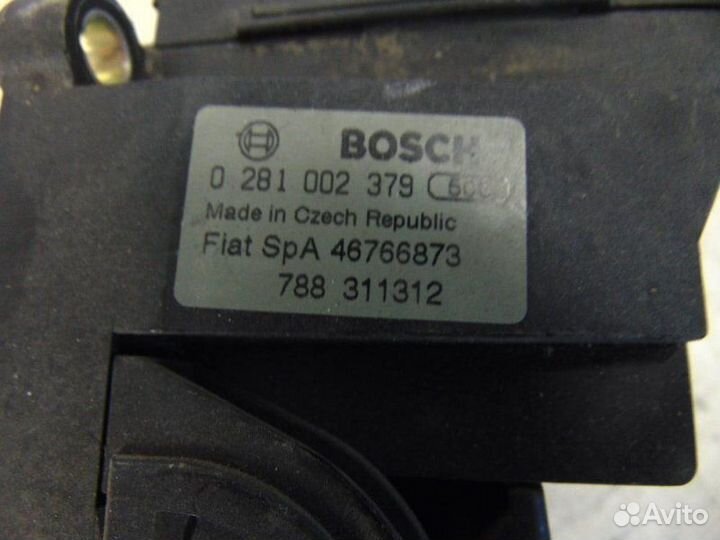 BOSCH
0 281 002 379
Made in Czech Republic
Fiat SpA 46766873
788 311312
Avito